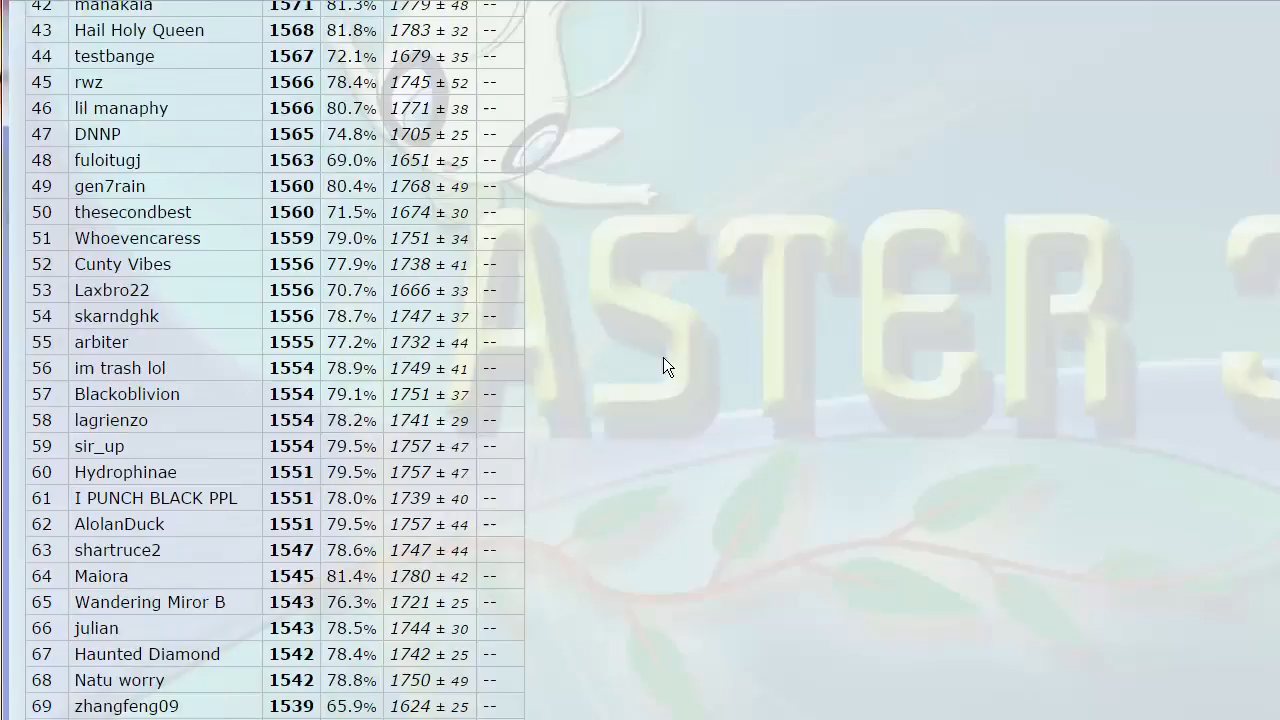 42 manakaia 1571 81.3% 1779 ± 48 --
43 Hail Holy Queen 1568 81.8% 1783 ± 32 --
44 testbange 1567 72.1% 1679 ± 35 --
45 rwz 1566 78.4% 1745 ± 52 --
46 lil manaphy 1566 80.7% 1771 ± 38 --
47 DNNP 1565 74.8% 1705 ± 25 --
48 fuloitugj 1563 69.0% 1651 ± 25 --
49 gen7rain 1560 80.4% 1768 ± 49 --
50 thesecondbest 1560 71.5% 1674 ± 30 --
51 Whoevencaress 1559 79.0% 1751 ± 34 --
52 Cunty Vibes 1556 77.9% 1738 ± 41 --
53 Laxbro22 1556 70.7% 1666 ± 33 --
54 skarndghk 1556 78.7% 1747 ± 37 --
55 arbiter 1555 77.2% 1732 ± 44 --
56 im trash lol 1554 78.9% 1749 ± 41 --
57 Blackoblivion 1554 79.1% 1751 ± 37 --
58 lagrienzo 1554 78.2% 1741 ± 29 --
59 sir_up 1554 79.5% 1757 ± 47 --
60 Hydrophinae 1551 79.5% 1757 ± 47 --
61 I PUNCH BLACK PPL 1551 78.0% 1739 ± 40 --
62 AlolanDuck 1551 79.5% 1757 ± 44 --
63 shartruce2 1547 78.6% 1747 ± 44 --
64 Maiora 1545 81.4% 1780 ± 42 --
65 Wandering Miror B 1543 76.3% 1721 ± 25 --
66 julian 1543 78.5% 1744 ± 30 --
67 Haunted Diamond 1542 78.4% 1742 ± 25 --
68 Natu worry 1542 78.8% 1750 ± 49 --
69 zhangfeng09 1539 65.9% 1624 ± 25 --
ASTER